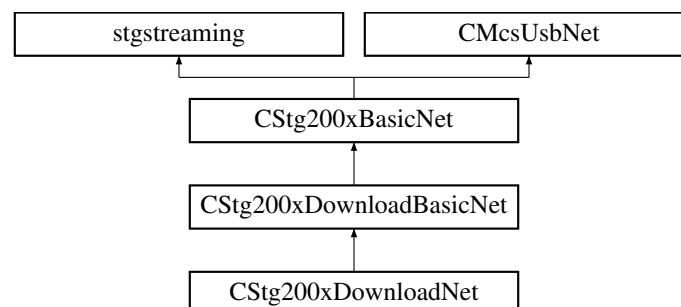 stgstreaming
CMcsUsbNet
CStg200xBasicNet
CStg200xDownloadBasicNet
CStg200xDownloadNet